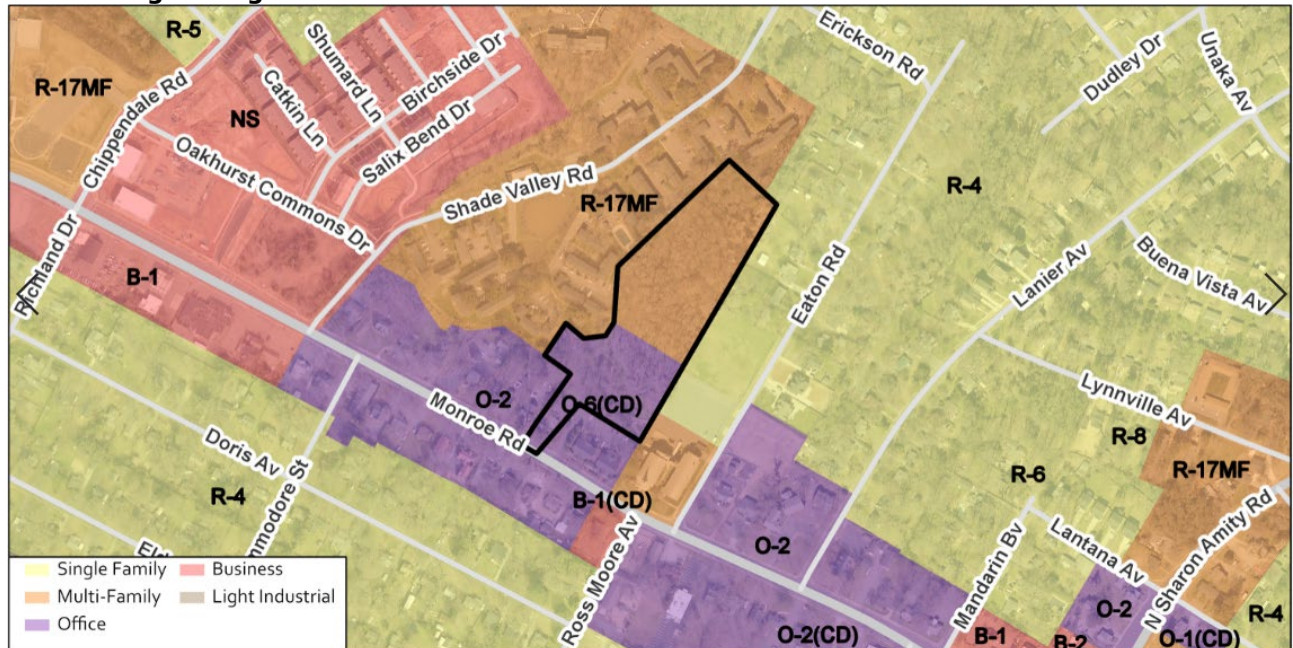 R-5
Erickson Rd
Dudley Dr
Unaka Av
Shumard Ln
Birchside Dr
R-17MF
Chippendale Rd
NS
Catkin Ln
Salix Bend Dr
Oakhurst Commons Dr
Shade Valley Rd
R-17MF
R-4
Richland Dr
B-1
Eaton Rd
Lanier Av
Buena Vista Av
O-2
O-6(CD)
Monroe Rd
Lynnville Av
R-8
R-17MF
R-6
Doris Av
R-4
B-1(CD)
O-2
Ross Moore Av
Mandarin Bv
Lantana Av
N Sharon Amity Rd
O-2
R-4
O-2(CD)
B-1
B-2
O-1(CD)
Single Family
Business
Multi-Family
Light Industrial
Office